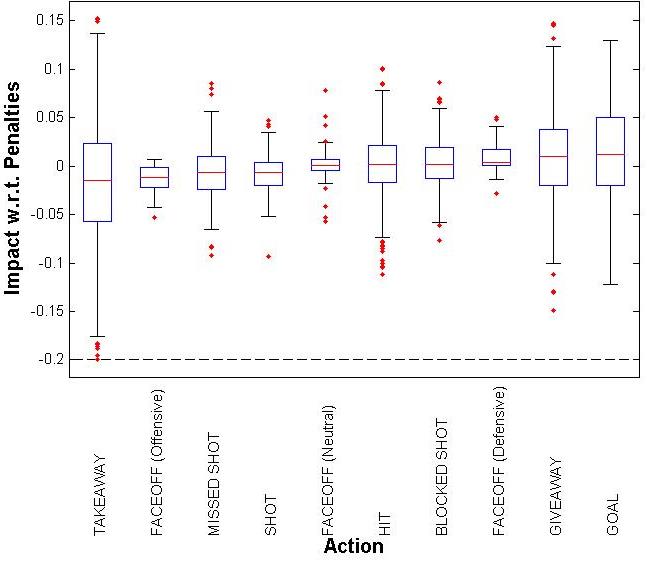 Impact w.r.t. Penalties
0.15
0.1
0.05
0
-0.05
-0.1
-0.15
-0.2
TAKEAWAY
FACEOFF (Offensive)
MISSED SHOT
SHOT
FACEOFF (Neutral)
HIT
BLOCKED SHOT
FACEOFF (Defensive)
GIVEAWAY
GOAL
Action